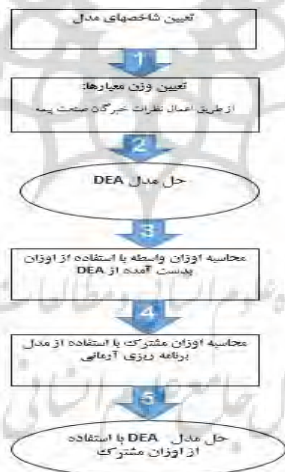 تعیین شاخصهای مدل
1
تعیین وزن معیارها:
از طریق اعمال نظرات خبرگان صنعت بیمه
2
حل مدل DEA
3
محاسبه اوزان واسطه با استفاده از اوزان
بدست آمده از DEA
4
محاسبه اوزان مشترک با استفاده از مدل
برنامه ریزی آرمانی
5
حل مدل DEA با استفاده
از اوزان مشترک